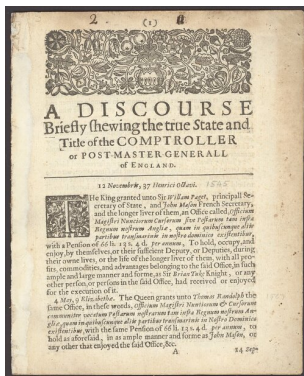 2
(1)
A DISCOURSE
Briefly shewing the true State and
Title of the COMPTROLLER
or POST-MASTER GENERALL
of ENGLAND.
12 Novembris, 37 Henrici Octavi. 1545
THe King granted unto Sir William Paget, principall Se-
cretary of State, and John Mason French Secretary,
and the longer liver of them, an Office called, Officium
Magistri Nunciorum Cursorum sive Postarum tam infra
Regnum nostrum Angliæ, quam in quibuscunque aliis
partibus transmarinis in nostro dominio existentibus,
with a Pension of 66 li. 13 s. 4 d. per annum, To hold, occupy, and
enjoy, by themselves, or their sufficient Deputy, or Deputies, during
their owne lives, or the life of the longer liver of them, with all pro-
fits, commodities, and advantages belonging to the said Office, in such
ample and large manner and forme, as Sir Brian Tuke Knight, or any
other person, or persons in the said Office, had received or enjoyed
for the execution of it.
4 May, 9 Elizabethæ. The Queen grants unto Thomas Randolph the
same Office, in these words, Officium Magistri Nunciorum & Cursorum
communiter vocatum Postarum nostrarum tam infra Regnum nostrum An-
gliæ, quam in quibuscunque aliis partibus transmarinis in Nostro Dominio
existentibus, with the same Pension of 66 li. 13 s. 4 d. per annum, to
hold as aforesaid, in as ample manner and forme as John Mason, or
any other that enjoyed the said Office, &c.
A
24 Sept